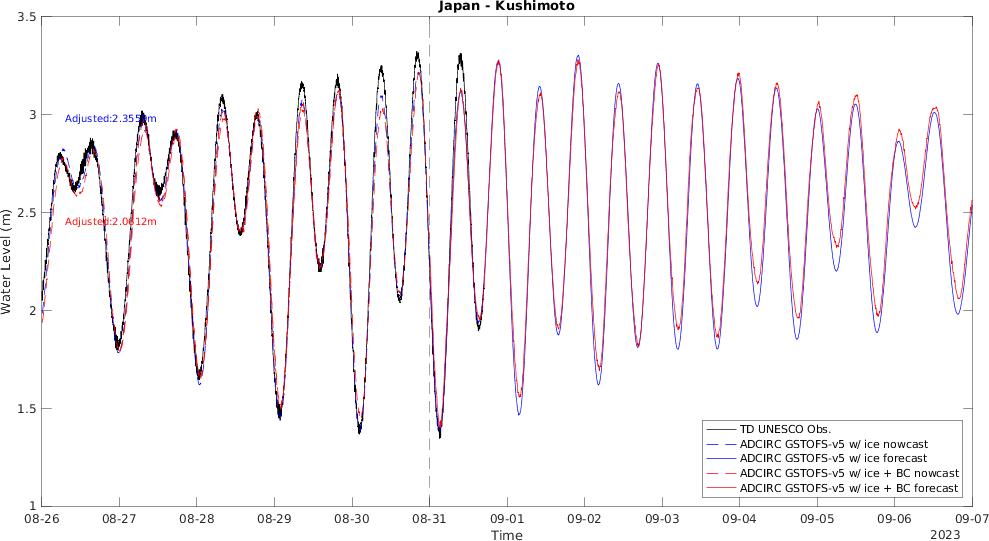 Japan - Kushimoto
Water Level (m)
3.5
3
2.5
2
1.5
1
Adjusted:2.355
Adjusted:2.0612m
TD UNESCO Obs.
ADCIRC GSTOFS-v5 w/ ice nowcast
ADCIRC GSTOFS-v5 w/ ice forecast
ADCIRC GSTOFS-v5 w/ ice + BC nowcast
ADCIRC GSTOFS-v5 w/ ice + BC forecast
08-26 08-27 08-28 08-29 08-30 08-31 09-01 09-02 09-03 09-04 09-05 09-06 09-07
Time
2023